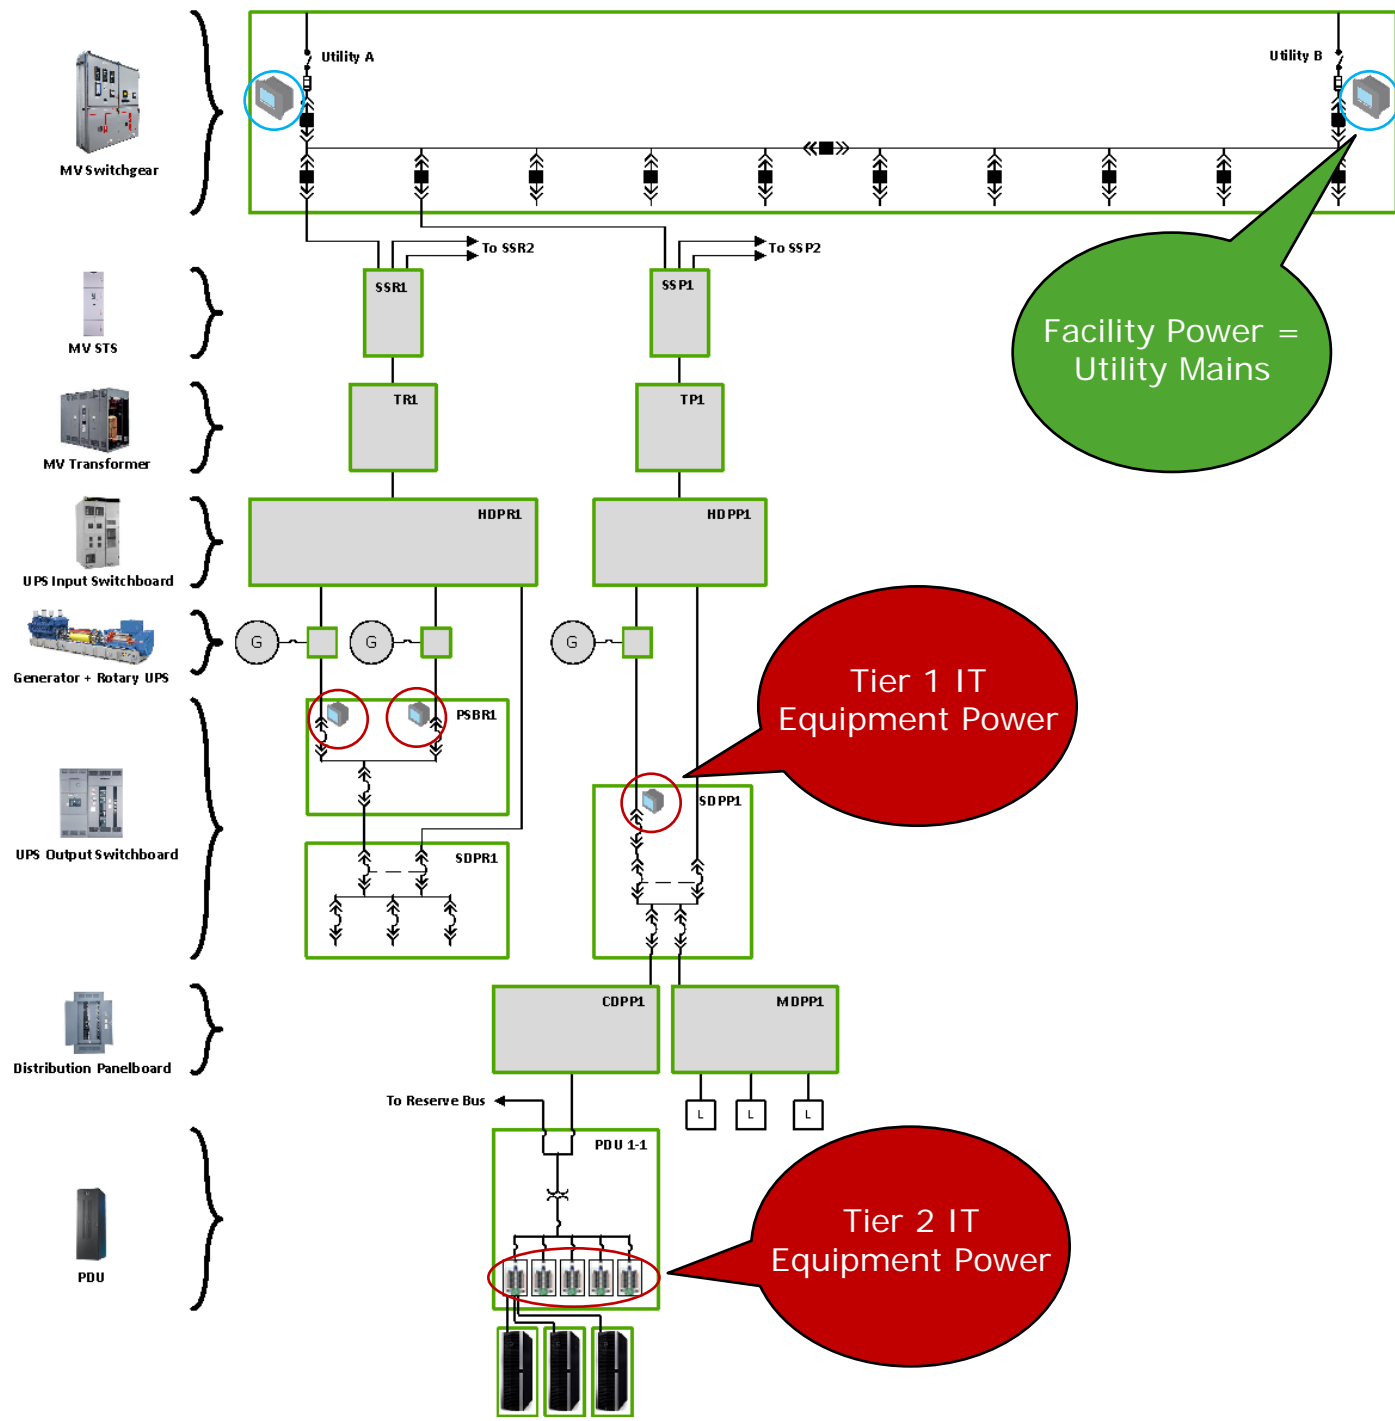 Utility A
Utility B
MV Switchgear
To SSR2
To SSP2
SSR1
SSP1
MV STS
Facility Power =
Utility Mains
TR1
TP1
MV Transformer
HDPR1
HDPP1
UPS Input Switchboard
G
G
G
Generator + Rotary UPS
Tier 1 IT
Equipment Power
PSBR1
SDPP1
UPS Output Switchboard
SDPR1
CDPP1
MDPP1
Distribution Panelboard
To Reserve Bus
L
L
L
PDU 1-1
Tier 2 IT
Equipment Power
PDU